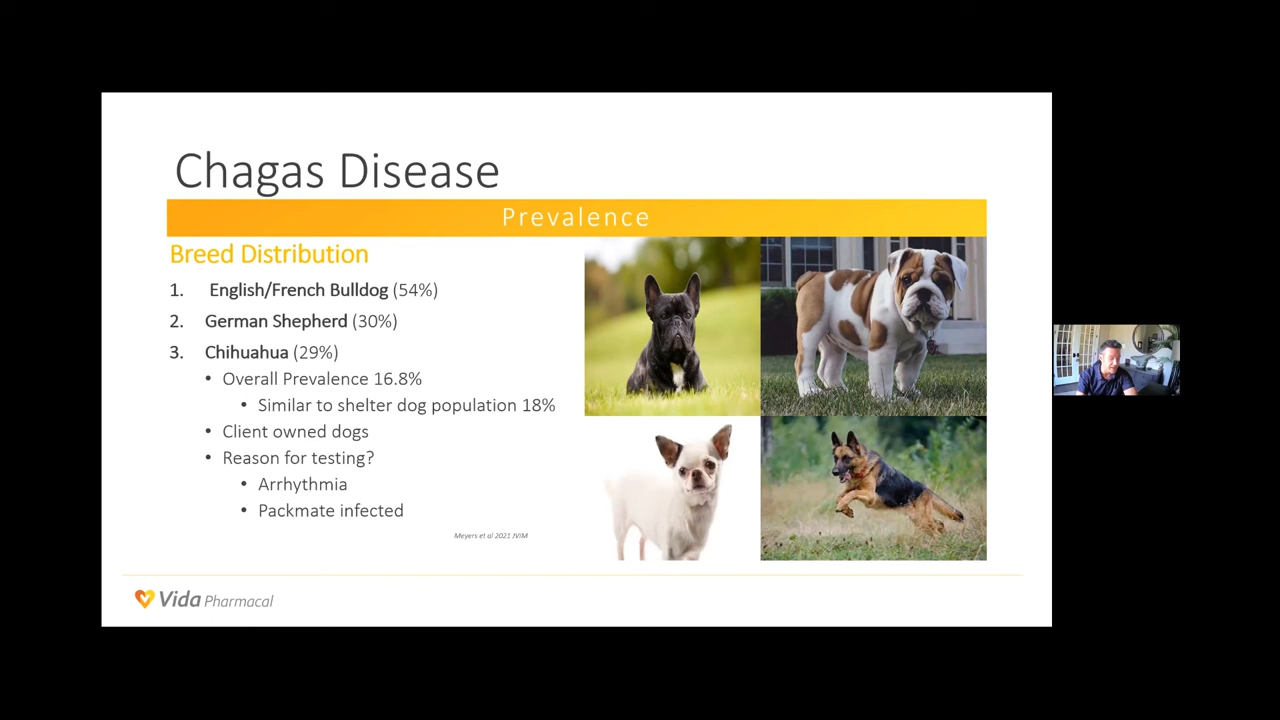 Chagas Disease
Prevalence
Breed Distribution
1. English/French Bulldog (54%)
2. German Shepherd (30%)
3. Chihuahua (29%)
• Overall Prevalence 16.8%
• Similar to shelter dog population 18%
• Client owned dogs
• Reason for testing?
• Arrhythmia
• Packmate infected
Meyers et al 2021 JVIM
Vida Pharmacal